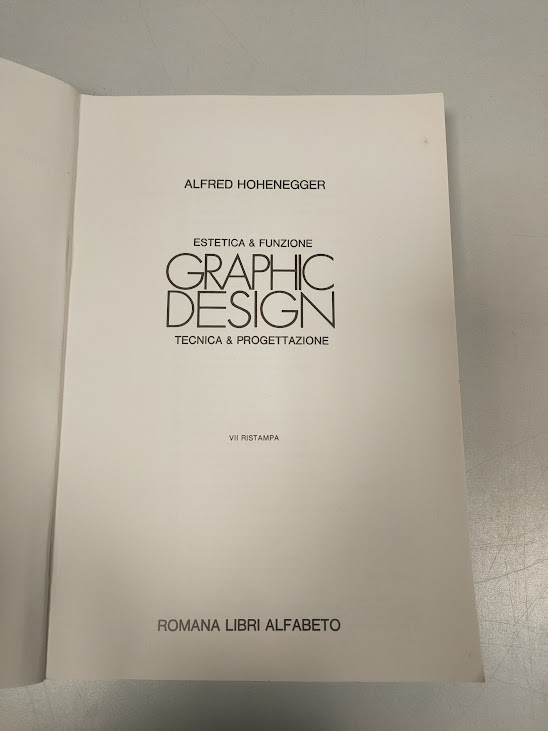 ALFRED HOHENEGGER
ESTETICA & FUNZIONE
GRAPHIC
DESIGN
TECNICA & PROGETTAZIONE
VII RISTAMPA
ROMANA LIBRI ALFABETO